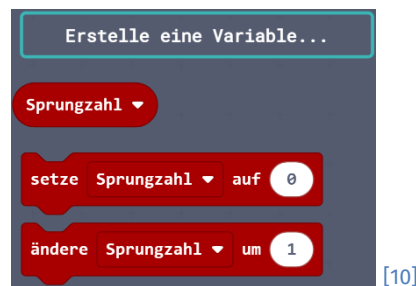 Erstelle eine Variable...
Sprungzahl
setze Sprungzahl auf 0
ändere Sprungzahl um 1
[10]